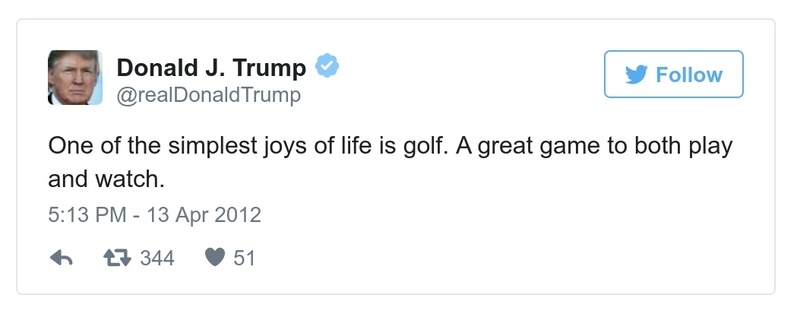 Donald J. Trump
@realDonaldTrump
Follow
One of the simplest joys of life is golf. A great game to both play
and watch.
5:13 PM - 13 Apr 2012
344 51